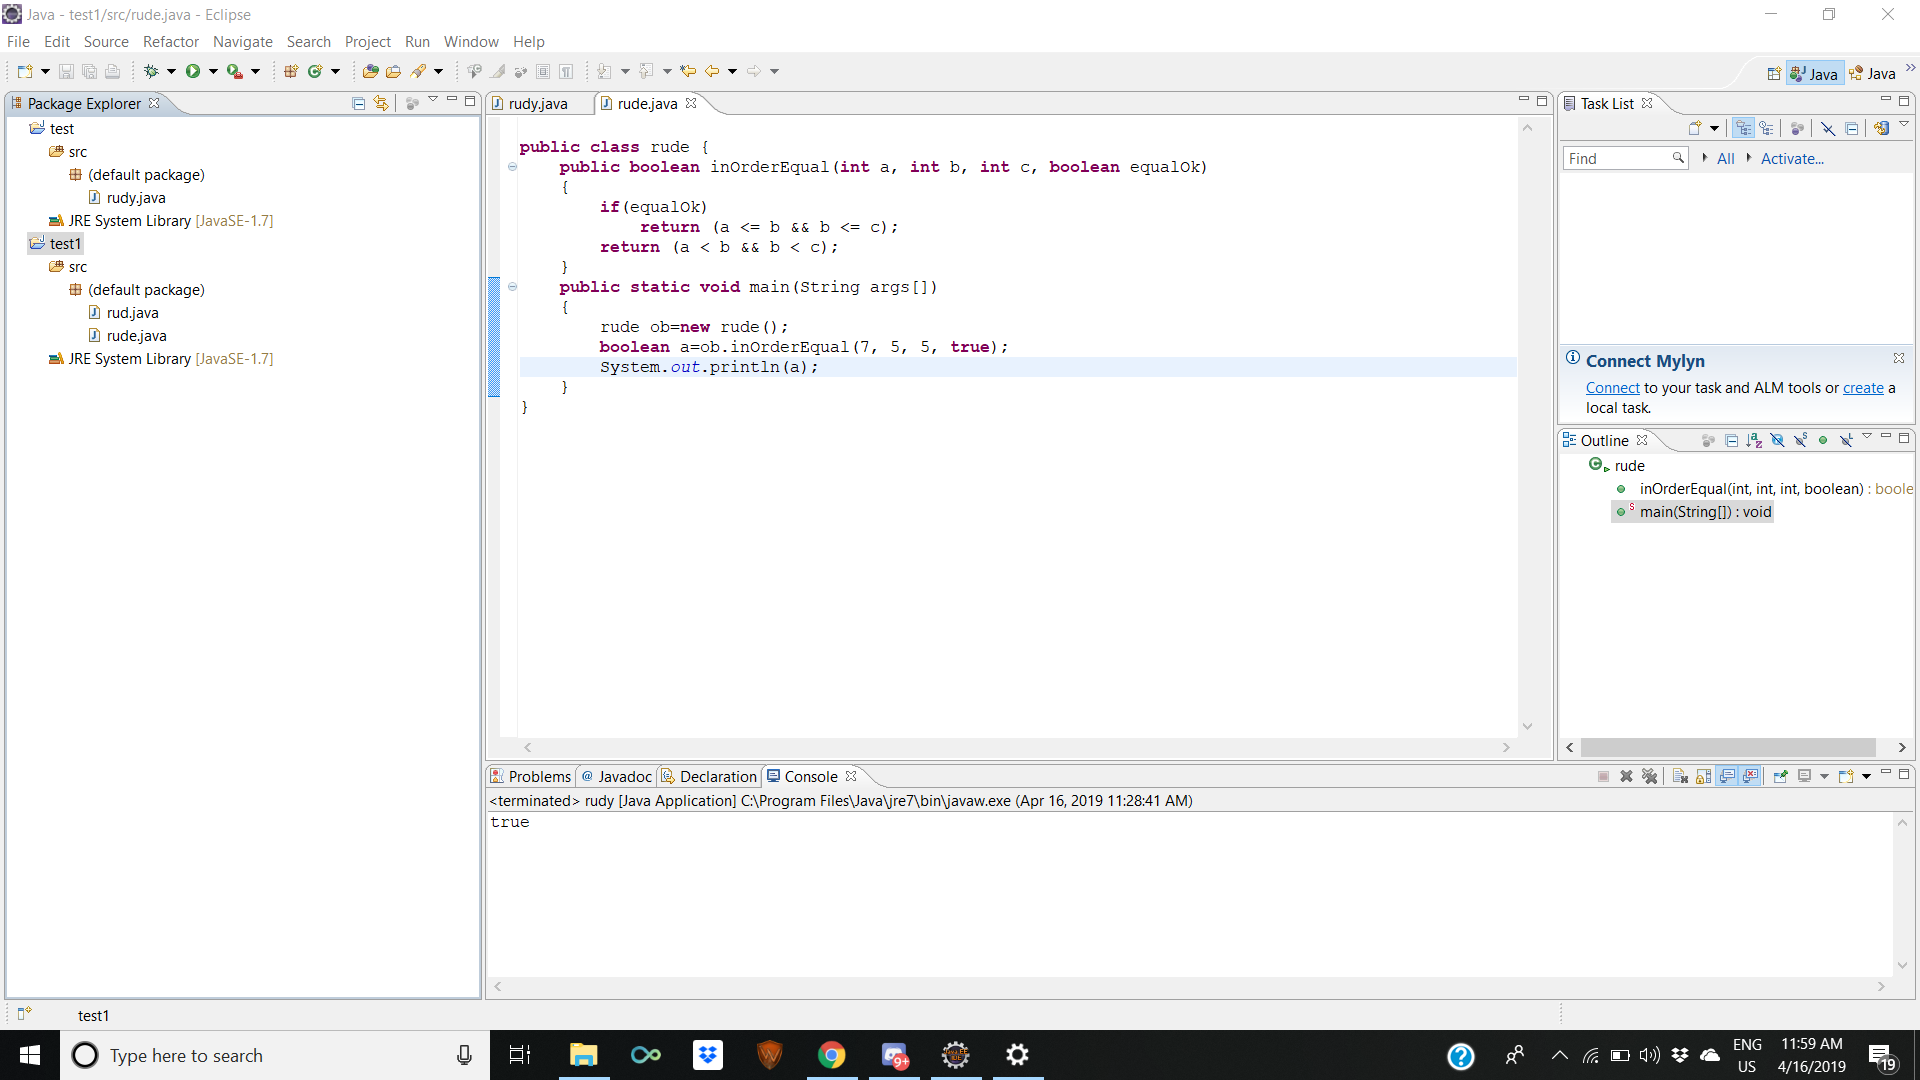 Java - test1/src/rude.java - Eclipse
File Edit Source Refactor Navigate Search Project Run Window Help
Java
Java
Package Explorer
test
src
(default package)
rudy.java
JRE System Library [JavaSE-1.7]
test1
src
(default package)
rud.java
rude.java
JRE System Library [JavaSE-1.7]
rudy.java
rude.java
public class rude {
public boolean inOrderEqual(int a, int b, int c, boolean equalOk)
{
if(equalOk)
return (a <= b && b <= c);
return (a < b && b < c);
}
public static void main(String args[])
{
rude ob=new rude();
boolean a=ob.inOrderEqual(7, 5, 5, true);
System.out.println(a);
}
}
Task List
Find
All
Activate...
Connect Mylyn
Connect to your task and ALM tools or create a
local task.
Outline
rude
inOrderEqual(int, int, int, boolean) : boole
main(String[]) : void
Problems
@ Javadoc
Declaration
Console
<terminated> rudy [Java Application] C:\Program Files\Java\jre7\bin\javaw.exe (Apr 16, 2019 11:28:41 AM)
true
test1
Type here to search
9+
ENG
US
11:59 AM
4/16/2019
19